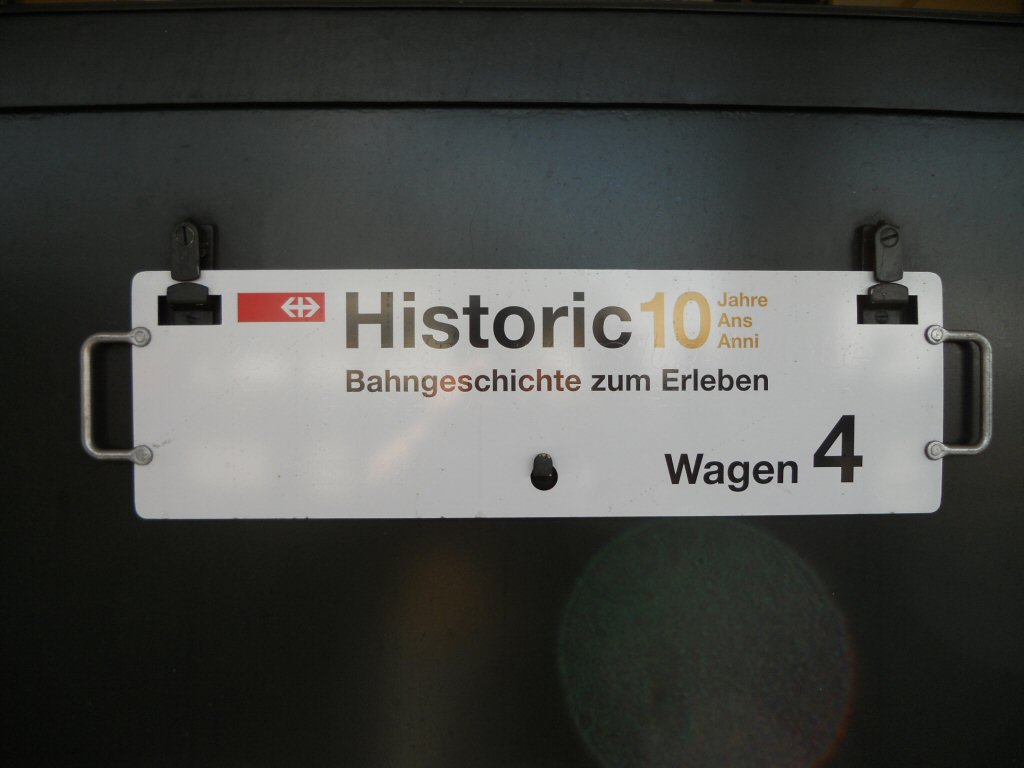 Historic 10 Jahre
Ans
Anni
Bahngeschichte zum Erleben
Wagen 4